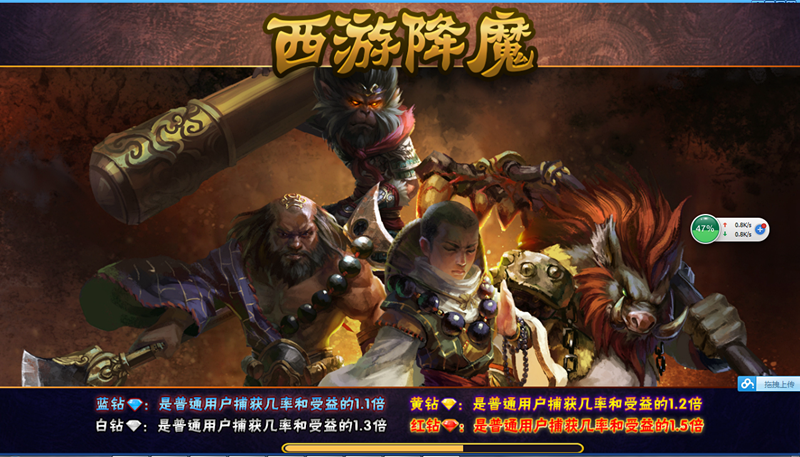 西游降魔
47%
0.8K/s
0.8K/s
拖拽上传
蓝钻：是普通用户捕获几率和受益的1.1倍
黄钻：是普通用户捕获几率和受益的1.2倍
白钻：是普通用户捕获几率和受益的1.3倍
红钻：是普通用户捕获几率和受益的1.5倍